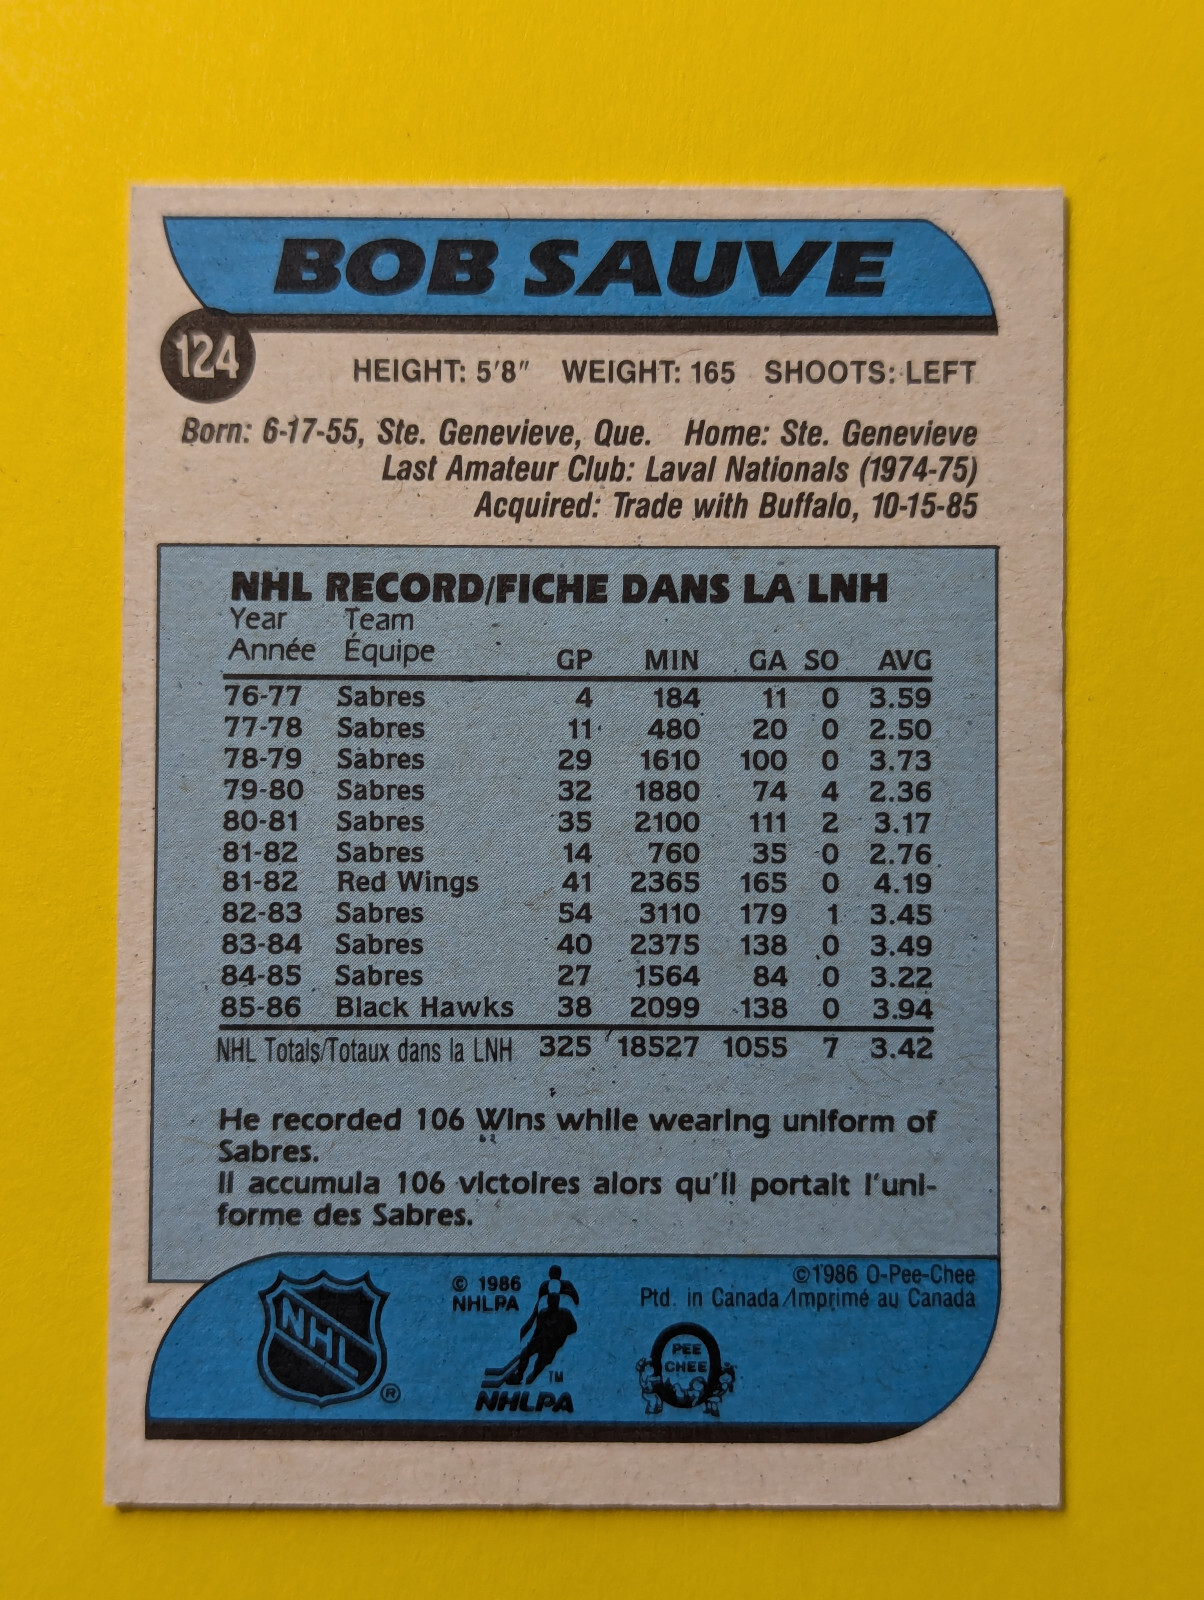 BOB SAUVE
124
HEIGHT: 5'8" WEIGHT: 165 SHOOTS: LEFT
Born: 6-17-55, Ste. Genevieve, Que. Home: Ste. Genevieve
Last Amateur Club: Laval Nationals (1974-75)
Acquired: Trade with Buffalo, 10-15-85
NHL RECORD/FICHE DANS LA LNH
Year Team
Année Équipe GP MIN GA SO AVG
76-77 Sabres 4 184 11 0 3.59
77-78 Sabres 11 480 20 0 2.50
78-79 Sabres 29 1610 100 0 3.73
79-80 Sabres 32 1880 74 4 2.36
80-81 Sabres 35 2100 111 2 3.17
81-82 Sabres 14 760 35 0 2.76
81-82 Red Wings 41 2365 165 0 4.19
82-83 Sabres 54 3110 179 1 3.45
83-84 Sabres 40 2375 138 0 3.49
84-85 Sabres 27 1564 84 0 3.22
85-86 Black Hawks 38 2099 138 0 3.94
NHL Totals/Totaux dans la LNH 325 18527 1055 7 3.42
He recorded 106 Wins while wearing uniform of
Sabres.
Il accumula 106 victoires alors qu'il portait l'uni-
forme des Sabres.
NHL ®
© 1986
NHLPA
TM
NHLPA
©1986 O-Pee-Chee
Ptd. in Canada/Imprimé au Canada
O
PEE
CHEE